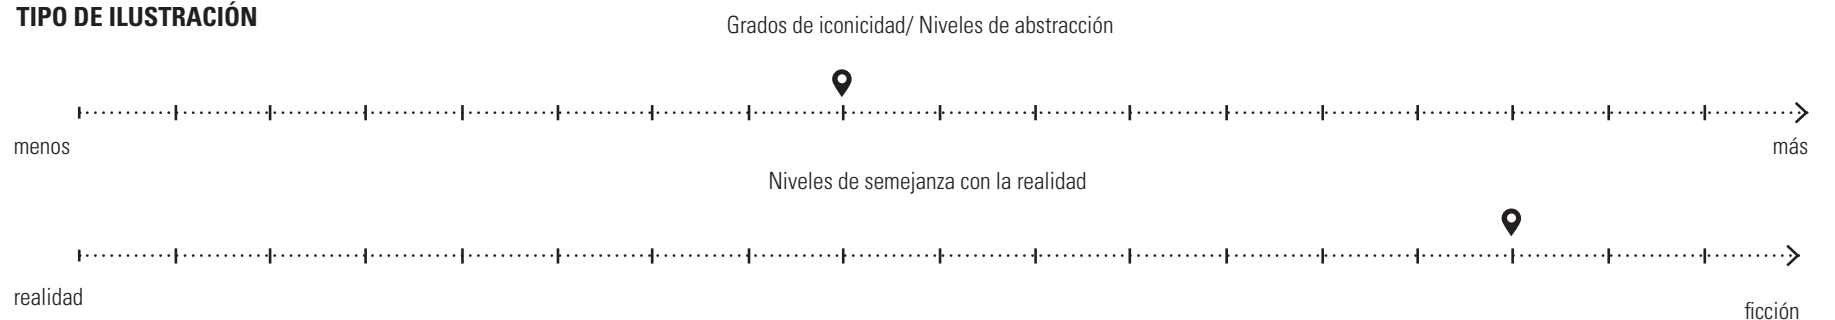 TIPO DE ILUSTRACIÓN
Grados de iconicidad/ Niveles de abstracción
menos
más
Niveles de semejanza con la realidad
realidad
ficción